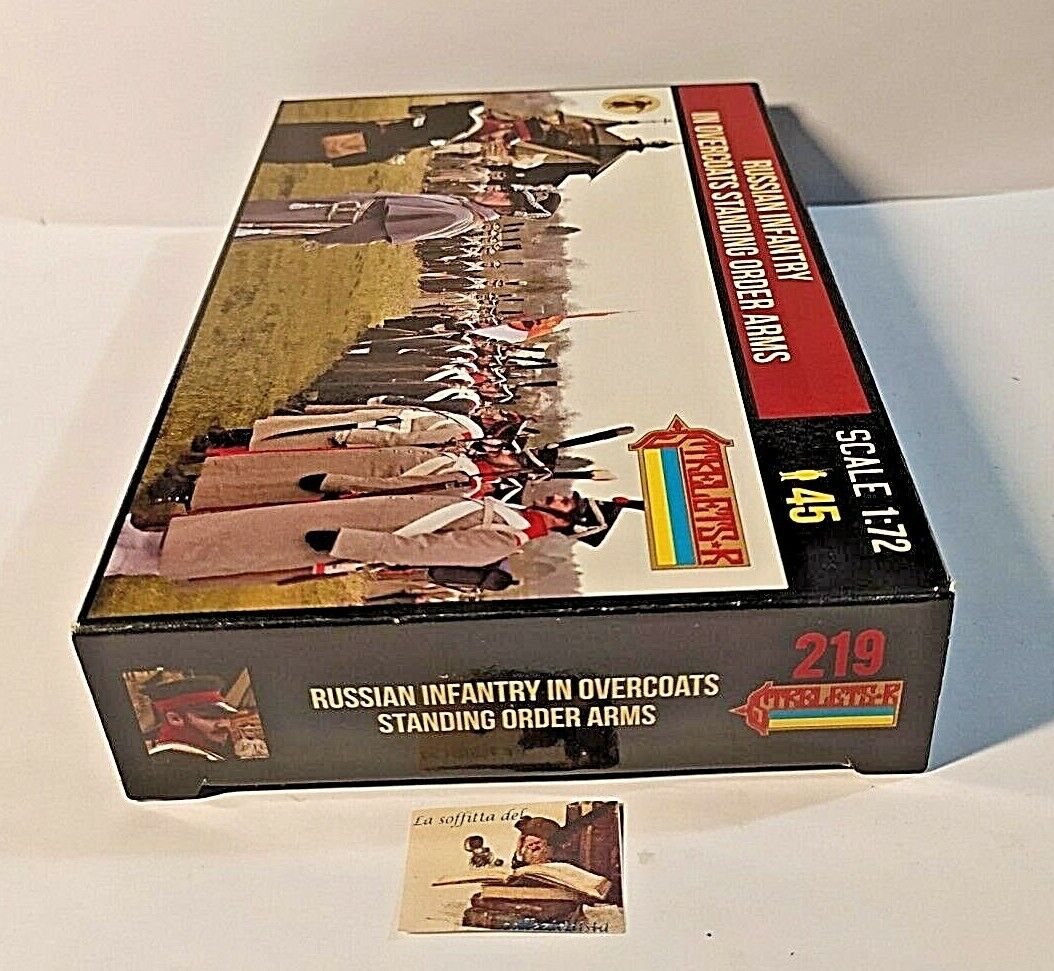 RUSSIAN INFANTRY
IN OVERCOATS STANDING ORDER ARMS
SCALE 1:72
45
STRELETS★R
219
STRELETS★R
RUSSIAN INFANTRY IN OVERCOATS
STANDING ORDER ARMS
La soffitta del